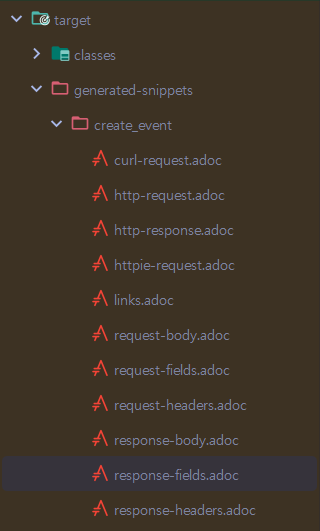 target
classes
generated-snippets
create_event
curl-request.adoc
http-request.adoc
http-response.adoc
httpie-request.adoc
links.adoc
request-body.adoc
request-fields.adoc
request-headers.adoc
response-body.adoc
response-fields.adoc
response-headers.adoc